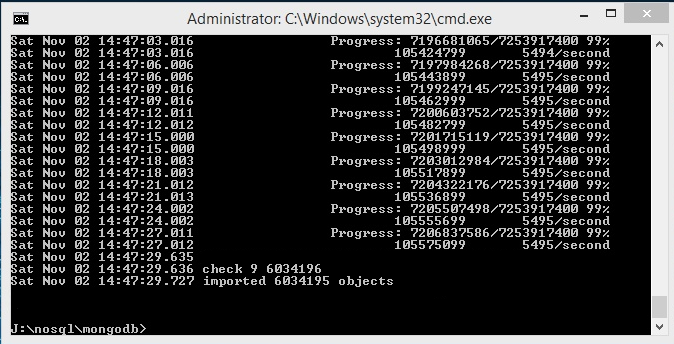 Administrator: C:\Windows\system32\cmd.exe
Sat Nov 02 14:47:03.016 Progress: 7196681065/7253917400 99%
Sat Nov 02 14:47:03.016 105424799 5494/second
Sat Nov 02 14:47:06.006 Progress: 7197984268/7253917400 99%
Sat Nov 02 14:47:06.006 105443899 5495/second
Sat Nov 02 14:47:09.016 Progress: 7199247145/7253917400 99%
Sat Nov 02 14:47:09.016 105462999 5495/second
Sat Nov 02 14:47:12.011 Progress: 7200603752/7253917400 99%
Sat Nov 02 14:47:12.012 105482799 5495/second
Sat Nov 02 14:47:15.000 Progress: 7201715119/7253917400 99%
Sat Nov 02 14:47:15.000 105498999 5495/second
Sat Nov 02 14:47:18.003 Progress: 7203012984/7253917400 99%
Sat Nov 02 14:47:18.003 105517899 5495/second
Sat Nov 02 14:47:21.012 Progress: 7204322176/7253917400 99%
Sat Nov 02 14:47:21.013 105536899 5495/second
Sat Nov 02 14:47:24.002 Progress: 7205507498/7253917400 99%
Sat Nov 02 14:47:24.002 105555699 5495/second
Sat Nov 02 14:47:27.011 Progress: 7206837586/7253917400 99%
Sat Nov 02 14:47:27.012 105575099 5495/second
Sat Nov 02 14:47:29.635
Sat Nov 02 14:47:29.636 check 9 6034196
Sat Nov 02 14:47:29.727 imported 6034195 objects
J:\nosql\mongodb>